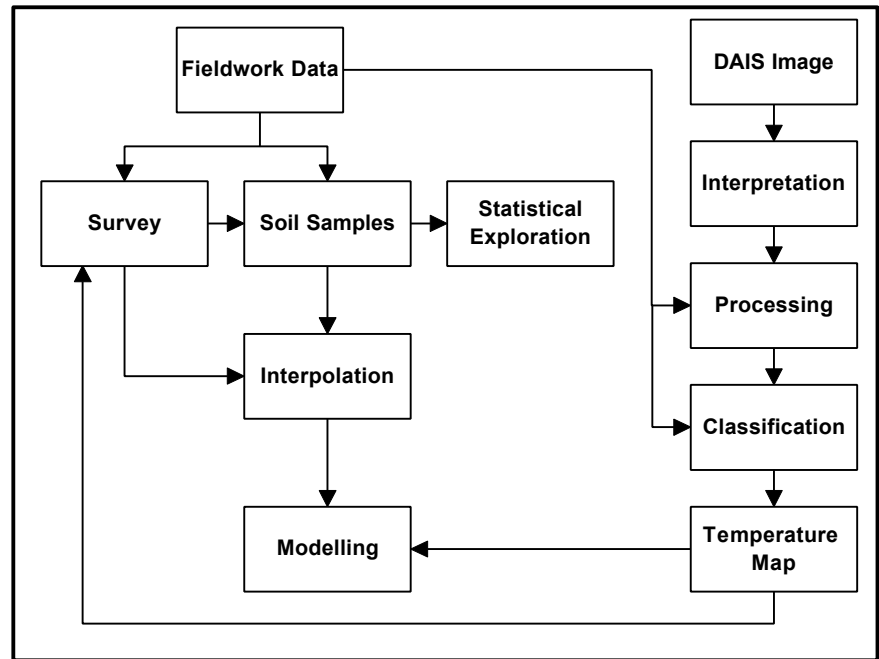 Fieldwork Data
DAIS Image
Interpretation
Survey
Soil Samples
Statistical
Exploration
Processing
Interpolation
Classification
Modelling
Temperature
Map